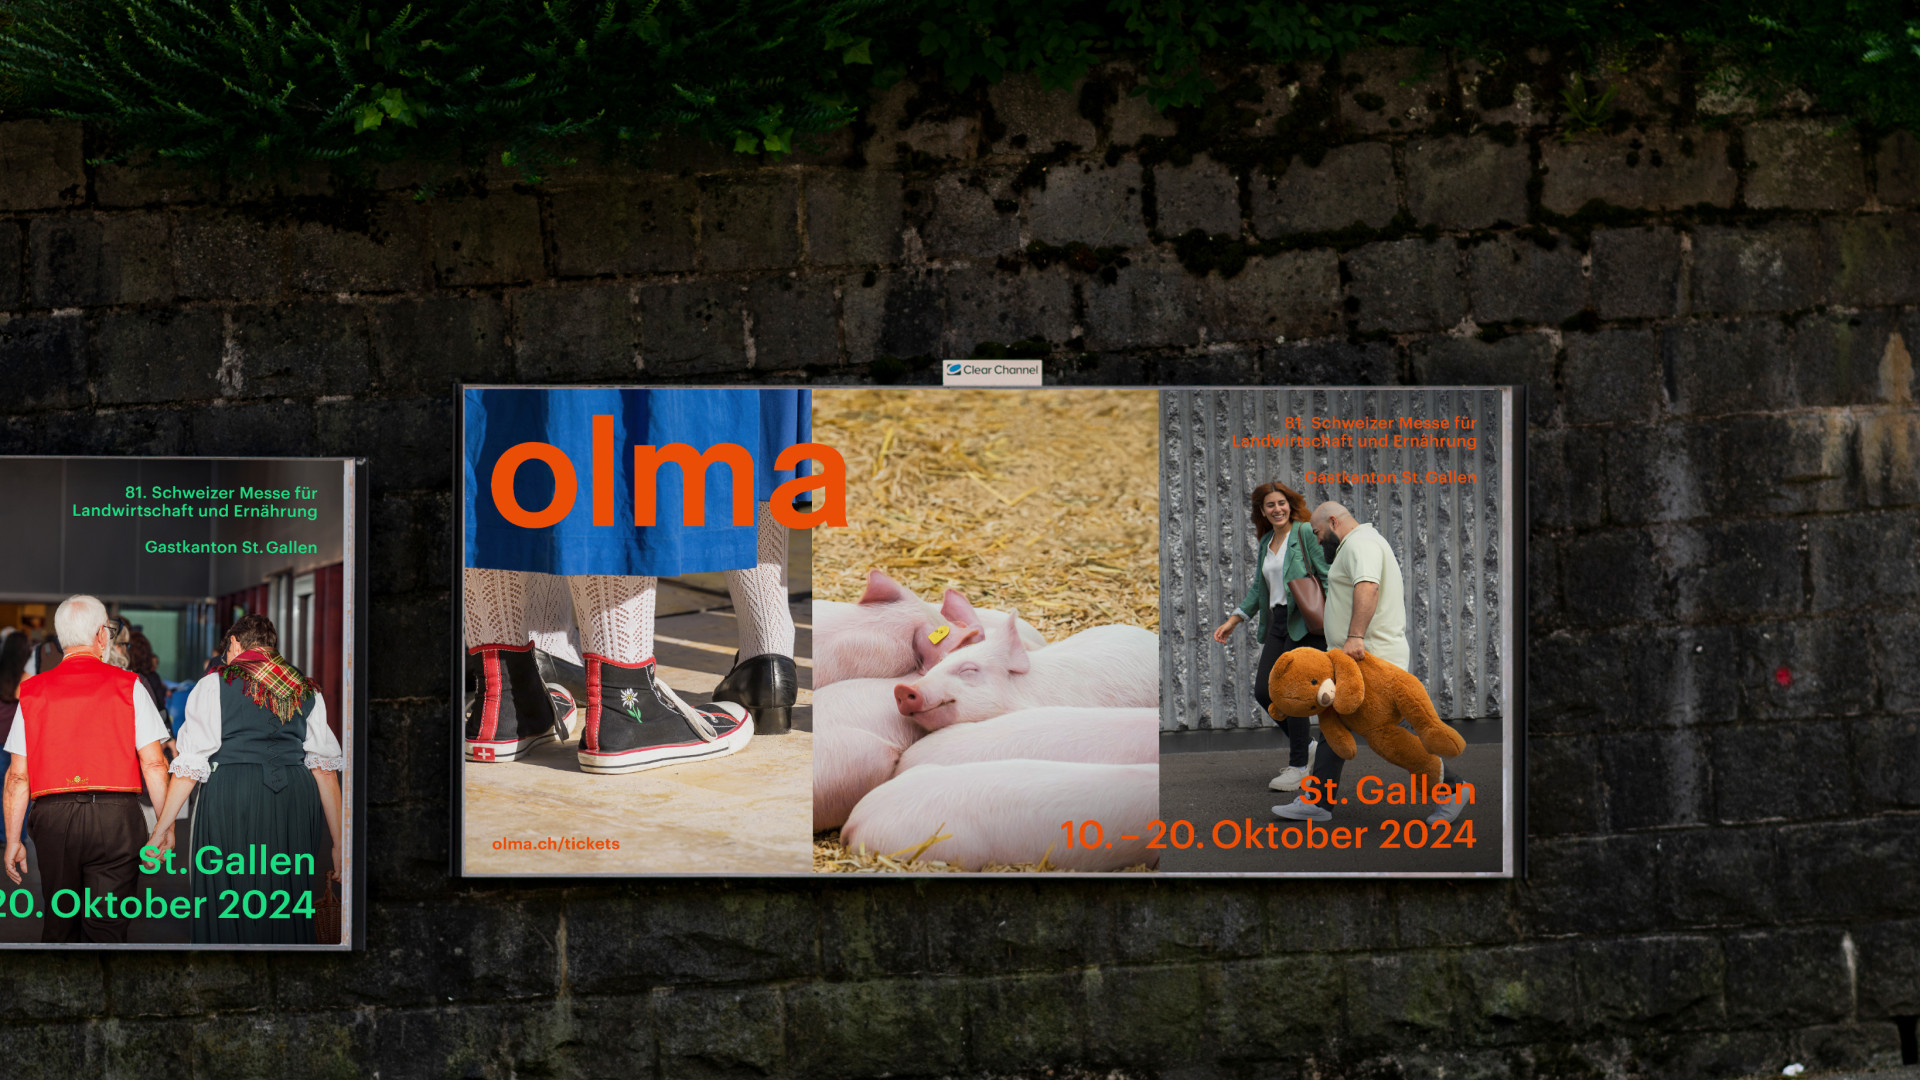 81. Schweizer Messe für
Landwirtschaft und Ernährung
Gastkanton St. Gallen
St. Gallen
20. Oktober 2024
Clear Channel
olma
81. Schweizer Messe für
Landwirtschaft und Ernährung
Gastkanton St. Gallen
olma.ch/tickets
St. Gallen
10. – 20. Oktober 2024